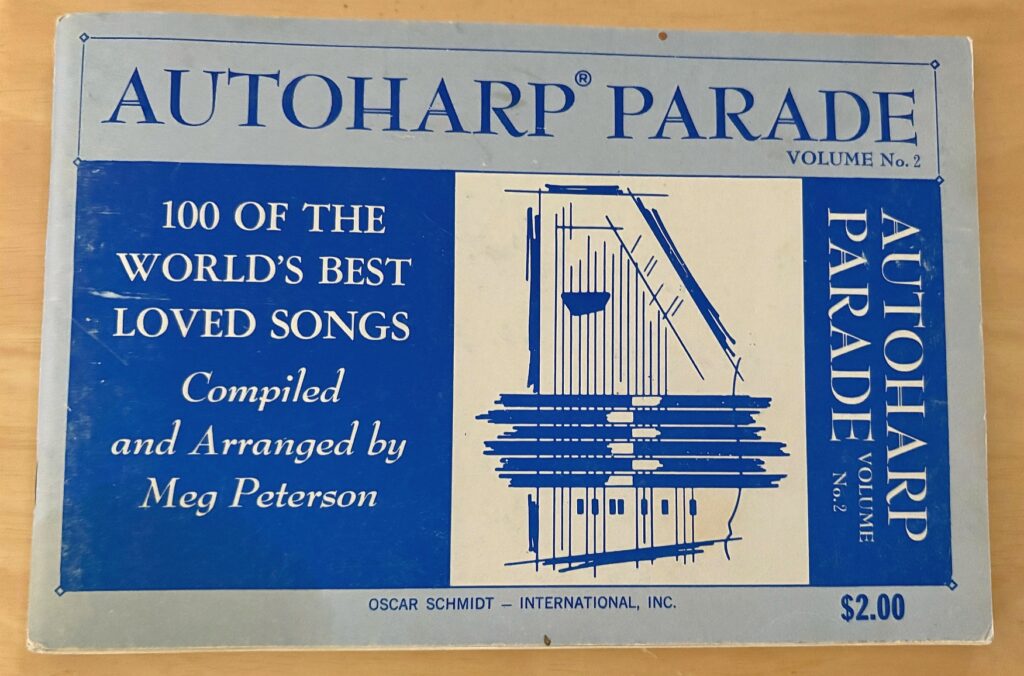 AUTOHARP® PARADE
VOLUME No. 2
100 OF THE
WORLD'S BEST
LOVED SONGS
Compiled
and Arranged by
Meg Peterson
AUTOHARP
PARADE
VOLUME
No. 2
OSCAR SCHMIDT – INTERNATIONAL, INC.
$2.00